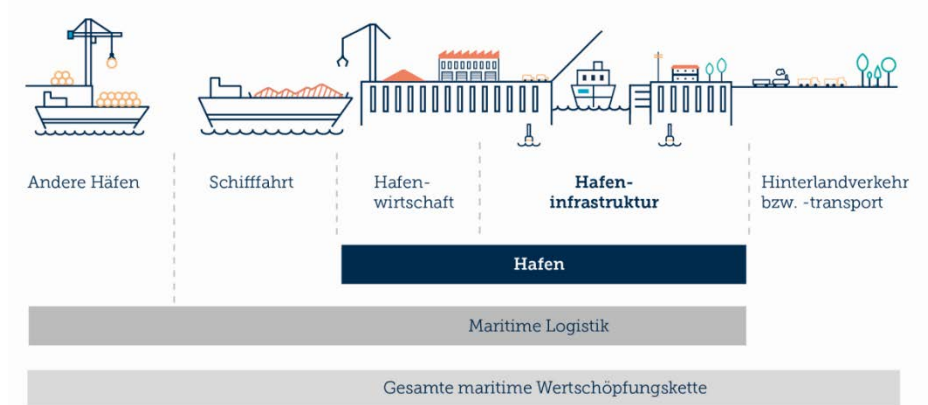 Andere Häfen
Schifffahrt
Hafen-
wirtschaft
Hafen-
infrastruktur
Hinterlandverkehr
bzw. -transport
Hafen
Maritime Logistik
Gesamte maritime Wertschöpfungskette